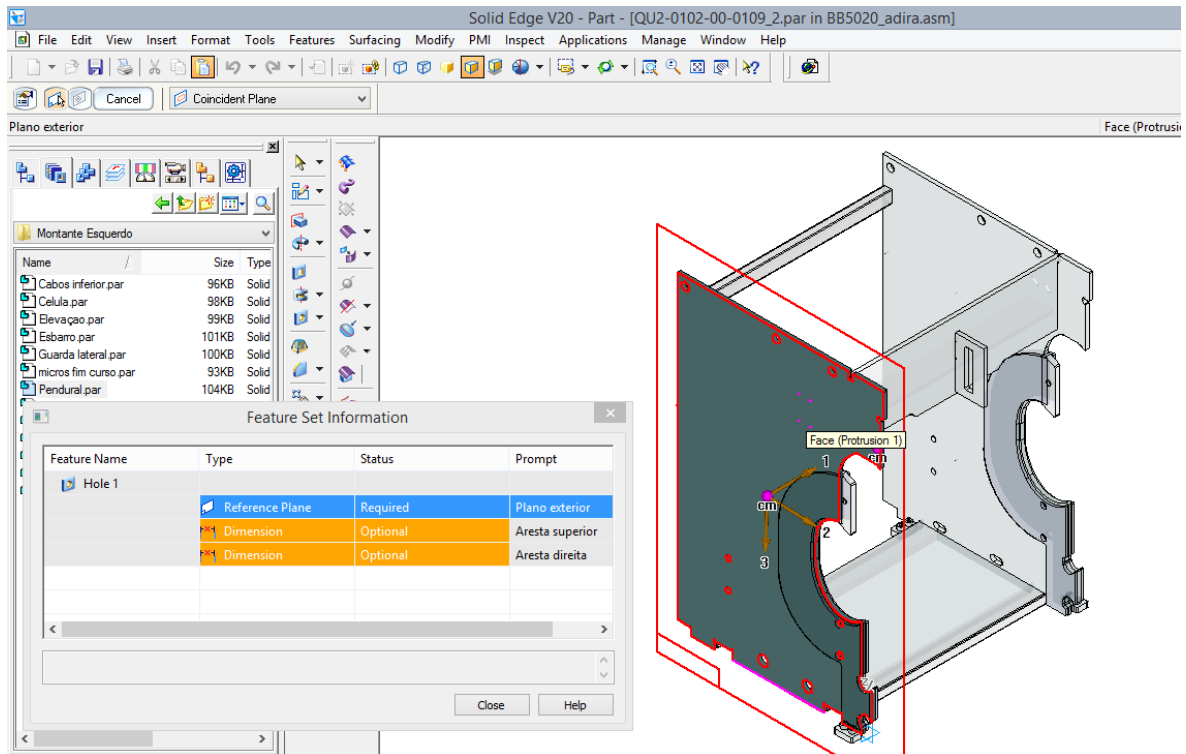 Solid Edge V20 - Part - [QU2-0102-00-0109_2.par in BB5020_adira.asm]
File Edit View Insert Format Tools Features Surfacing Modify PMI Inspect Applications Manage Window Help
Cancel Coincident Plane
Plano exterior Face (Protrusi
Montante Esquerdo
Name Size Type
Cabos inferior.par 96KB Solid
Celula.par 98KB Solid
Elevaçao.par 99KB Solid
Esbarro.par 101KB Solid
Guarda lateral.par 100KB Solid
micros fim curso.par 93KB Solid
Pendural.par 104KB Solid
Feature Set Information
Feature Name Type Status Prompt
Hole 1
Reference Plane Required Plano exterior
Dimension Optional Aresta superior
Dimension Optional Aresta direita
Close Help
Face (Protrusion 1)
1 cm
cm
2
3